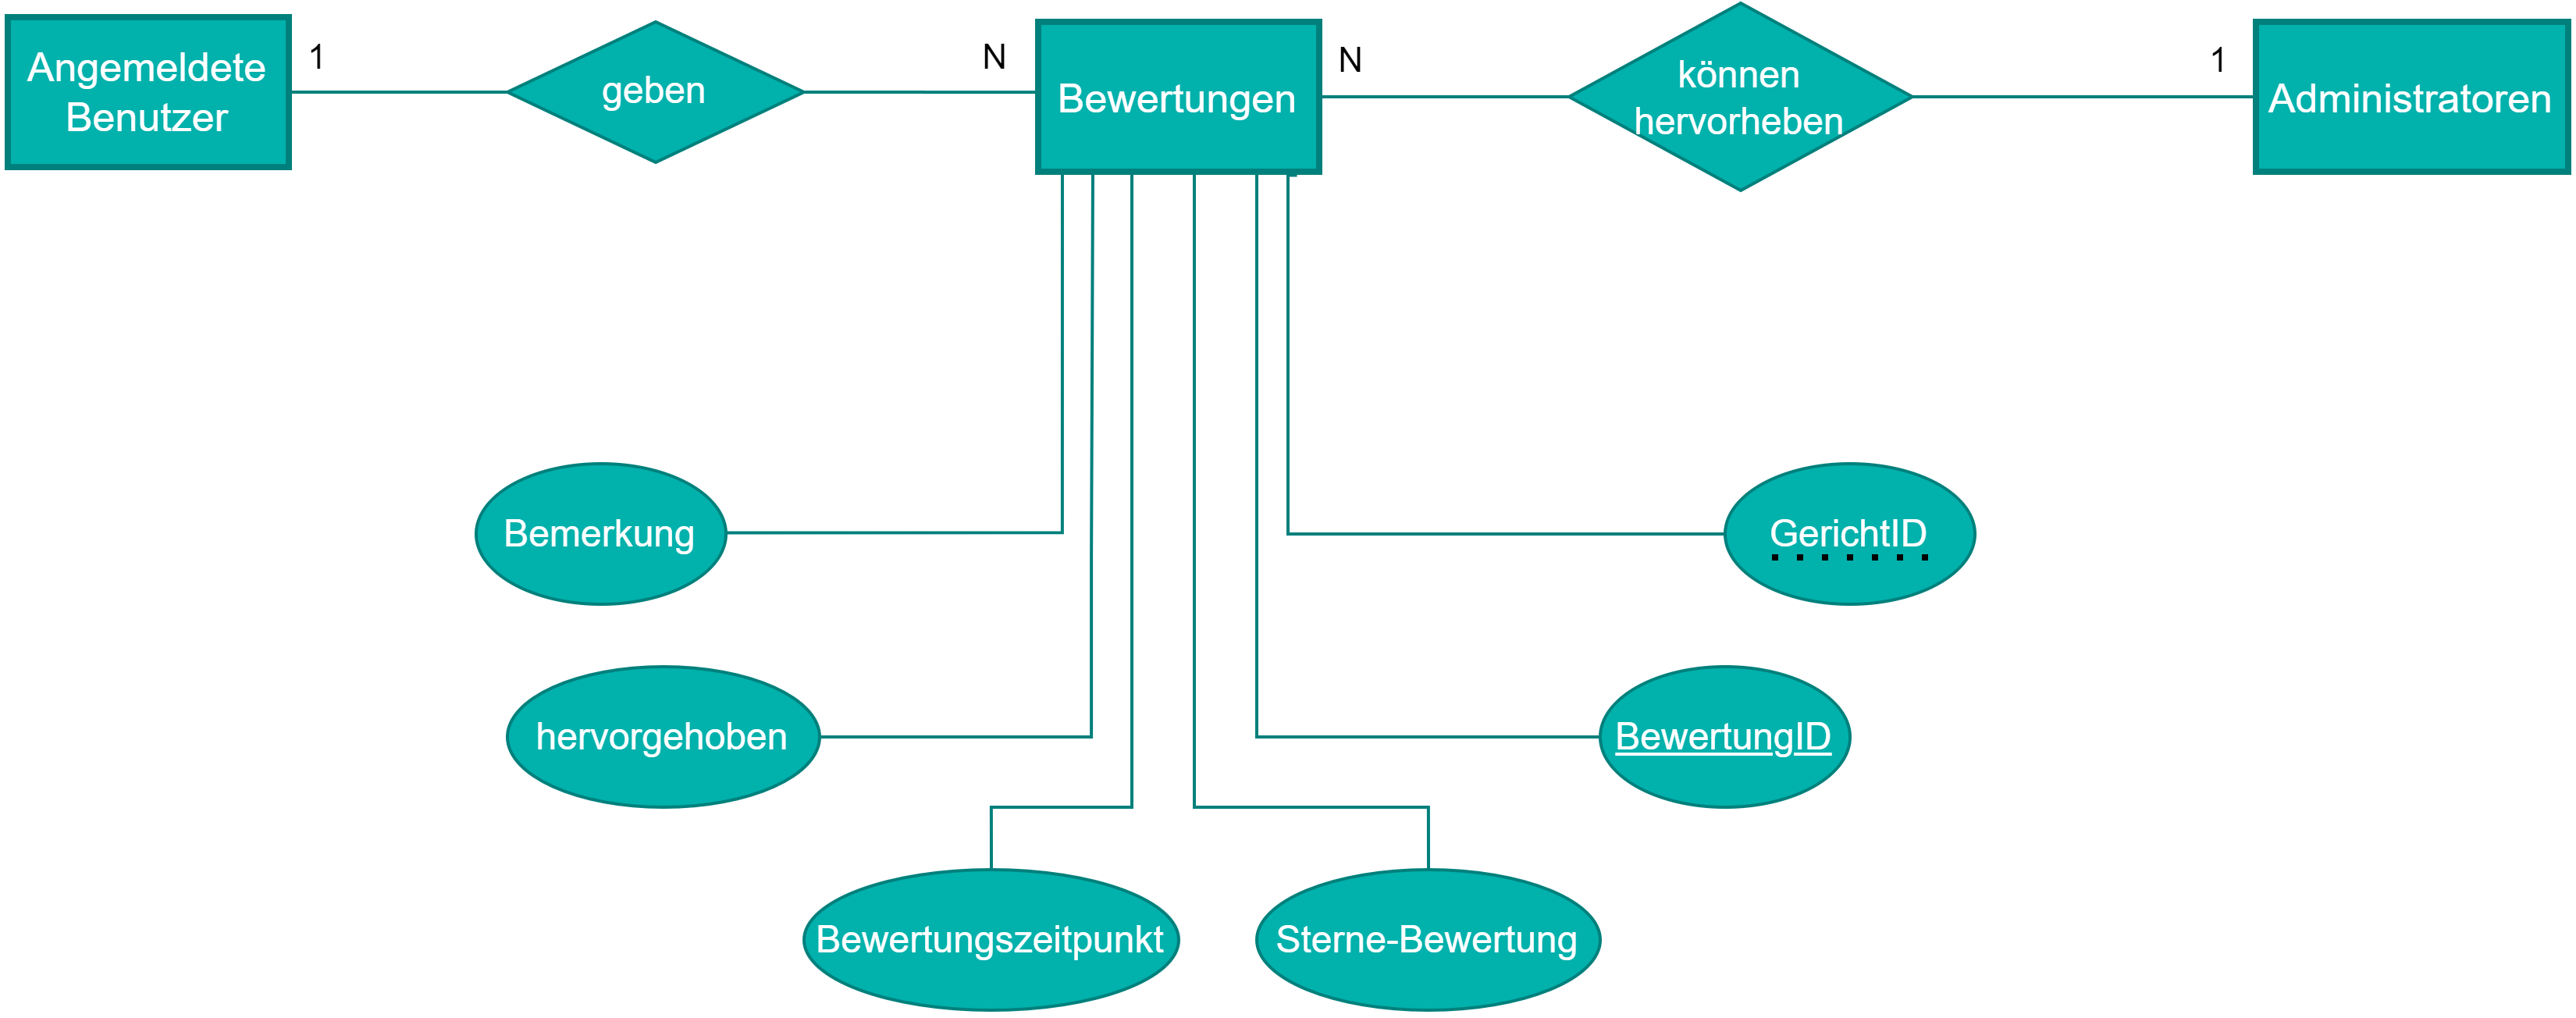 Angemeldete
Benutzer
1
geben
N
Bewertungen
N
können
hervorheben
1
Administratoren
Bemerkung
GerichtID
hervorgehoben
BewertungID
Bewertungszeitpunkt
Sterne-Bewertung